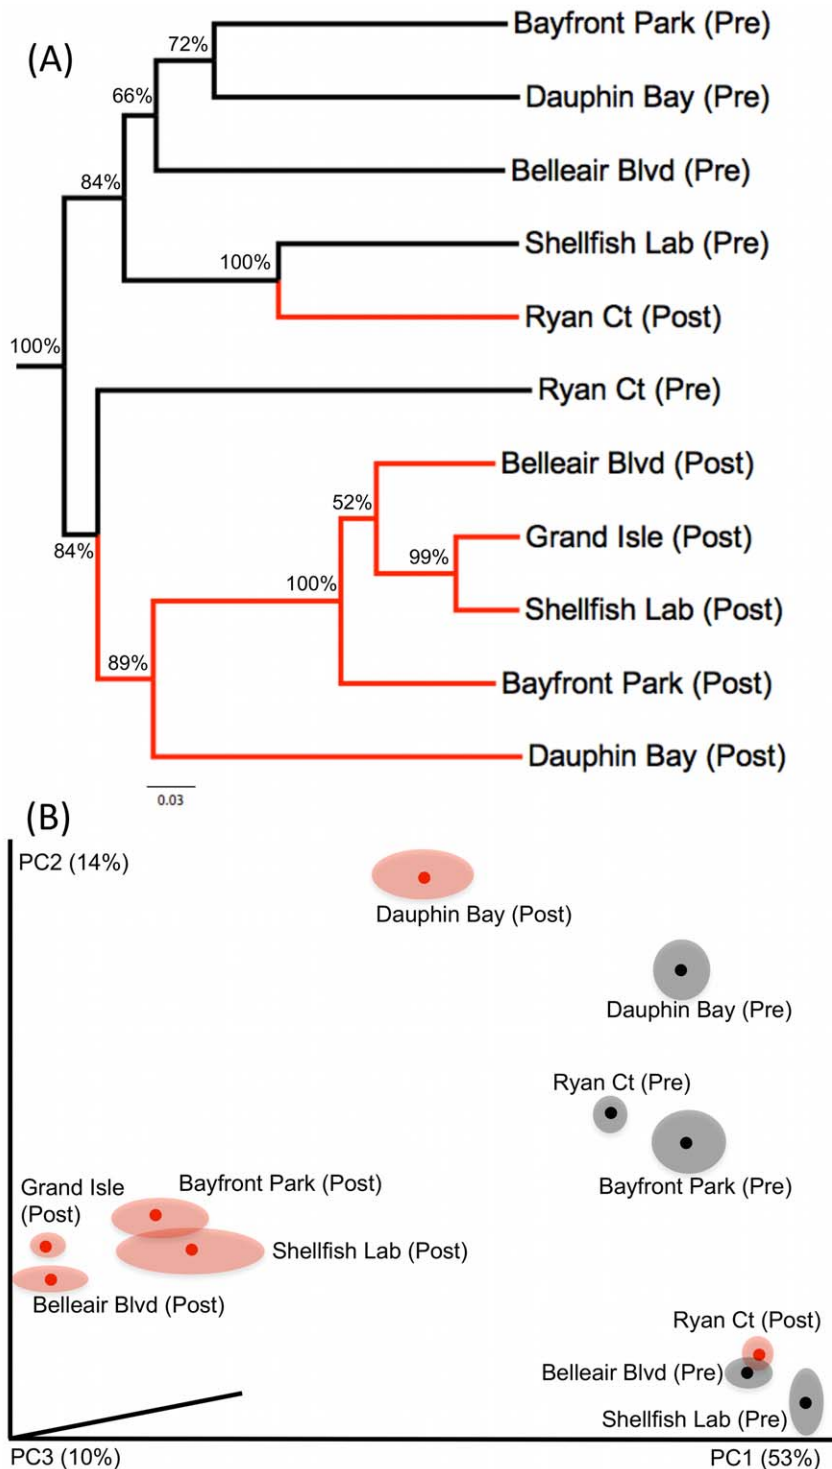 (A)
72%
Bayfront Park (Pre)
Dauphin Bay (Pre)
66%
Belleair Blvd (Pre)
84%
Shellfish Lab (Pre)
100%
Ryan Ct (Post)
100%
Ryan Ct (Pre)
Belleair Blvd (Post)
52%
Grand Isle (Post)
84%
99%
100%
Shellfish Lab (Post)
89%
Bayfront Park (Post)
Dauphin Bay (Post)
0.03
(B)
PC2 (14%)
Dauphin Bay (Post)
Dauphin Bay (Pre)
Ryan Ct (Pre)
Bayfront Park (Pre)
Grand Isle
(Post)
Bayfront Park (Post)
Shellfish Lab (Post)
Belleair Blvd (Post)
Ryan Ct (Post)
Belleair Blvd (Pre)
Shellfish Lab (Pre)
PC3 (10%)
PC1 (53%)